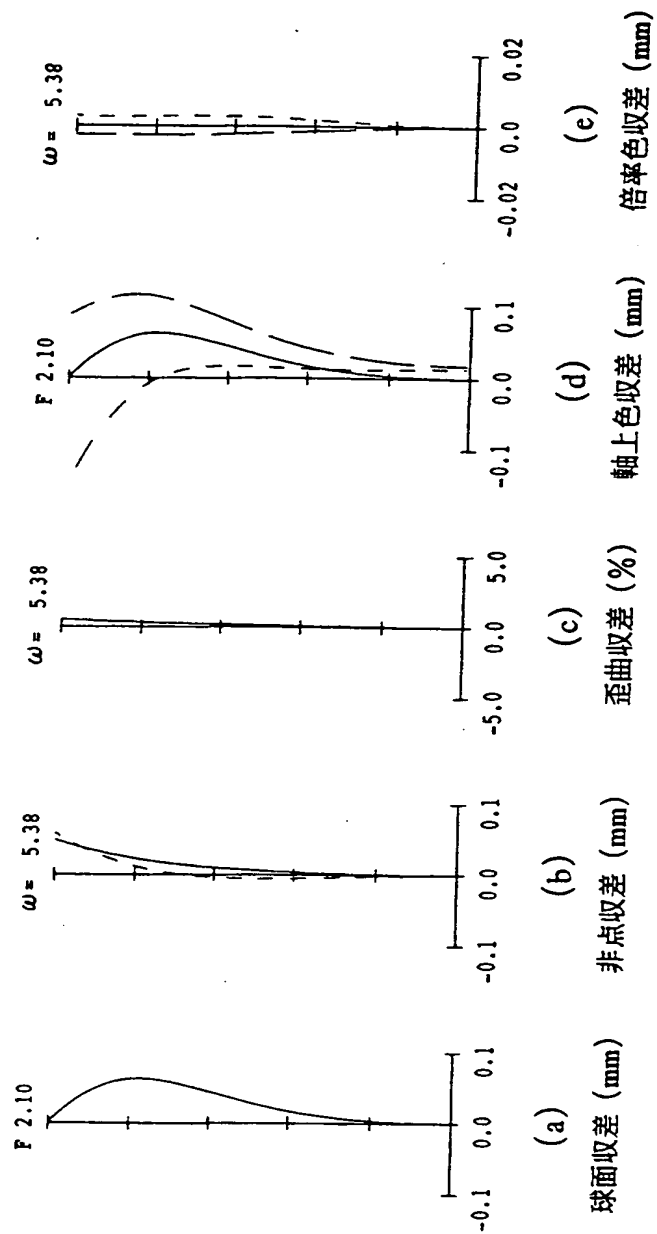 F 2.10
-0.1 0.0 0.1
(a)
球面収差 (mm)
ω= 5.38
-0.1 0.0 0.1
(b)
非点収差 (mm)
ω= 5.38
-5.0 0.0 5.0
(c)
歪曲収差 (%)
F 2.10
-0.1 0.0 0.1
(d)
軸上色収差 (mm)
ω= 5.38
-0.02 0.0 0.02
(e)
倍率色収差 (mm)